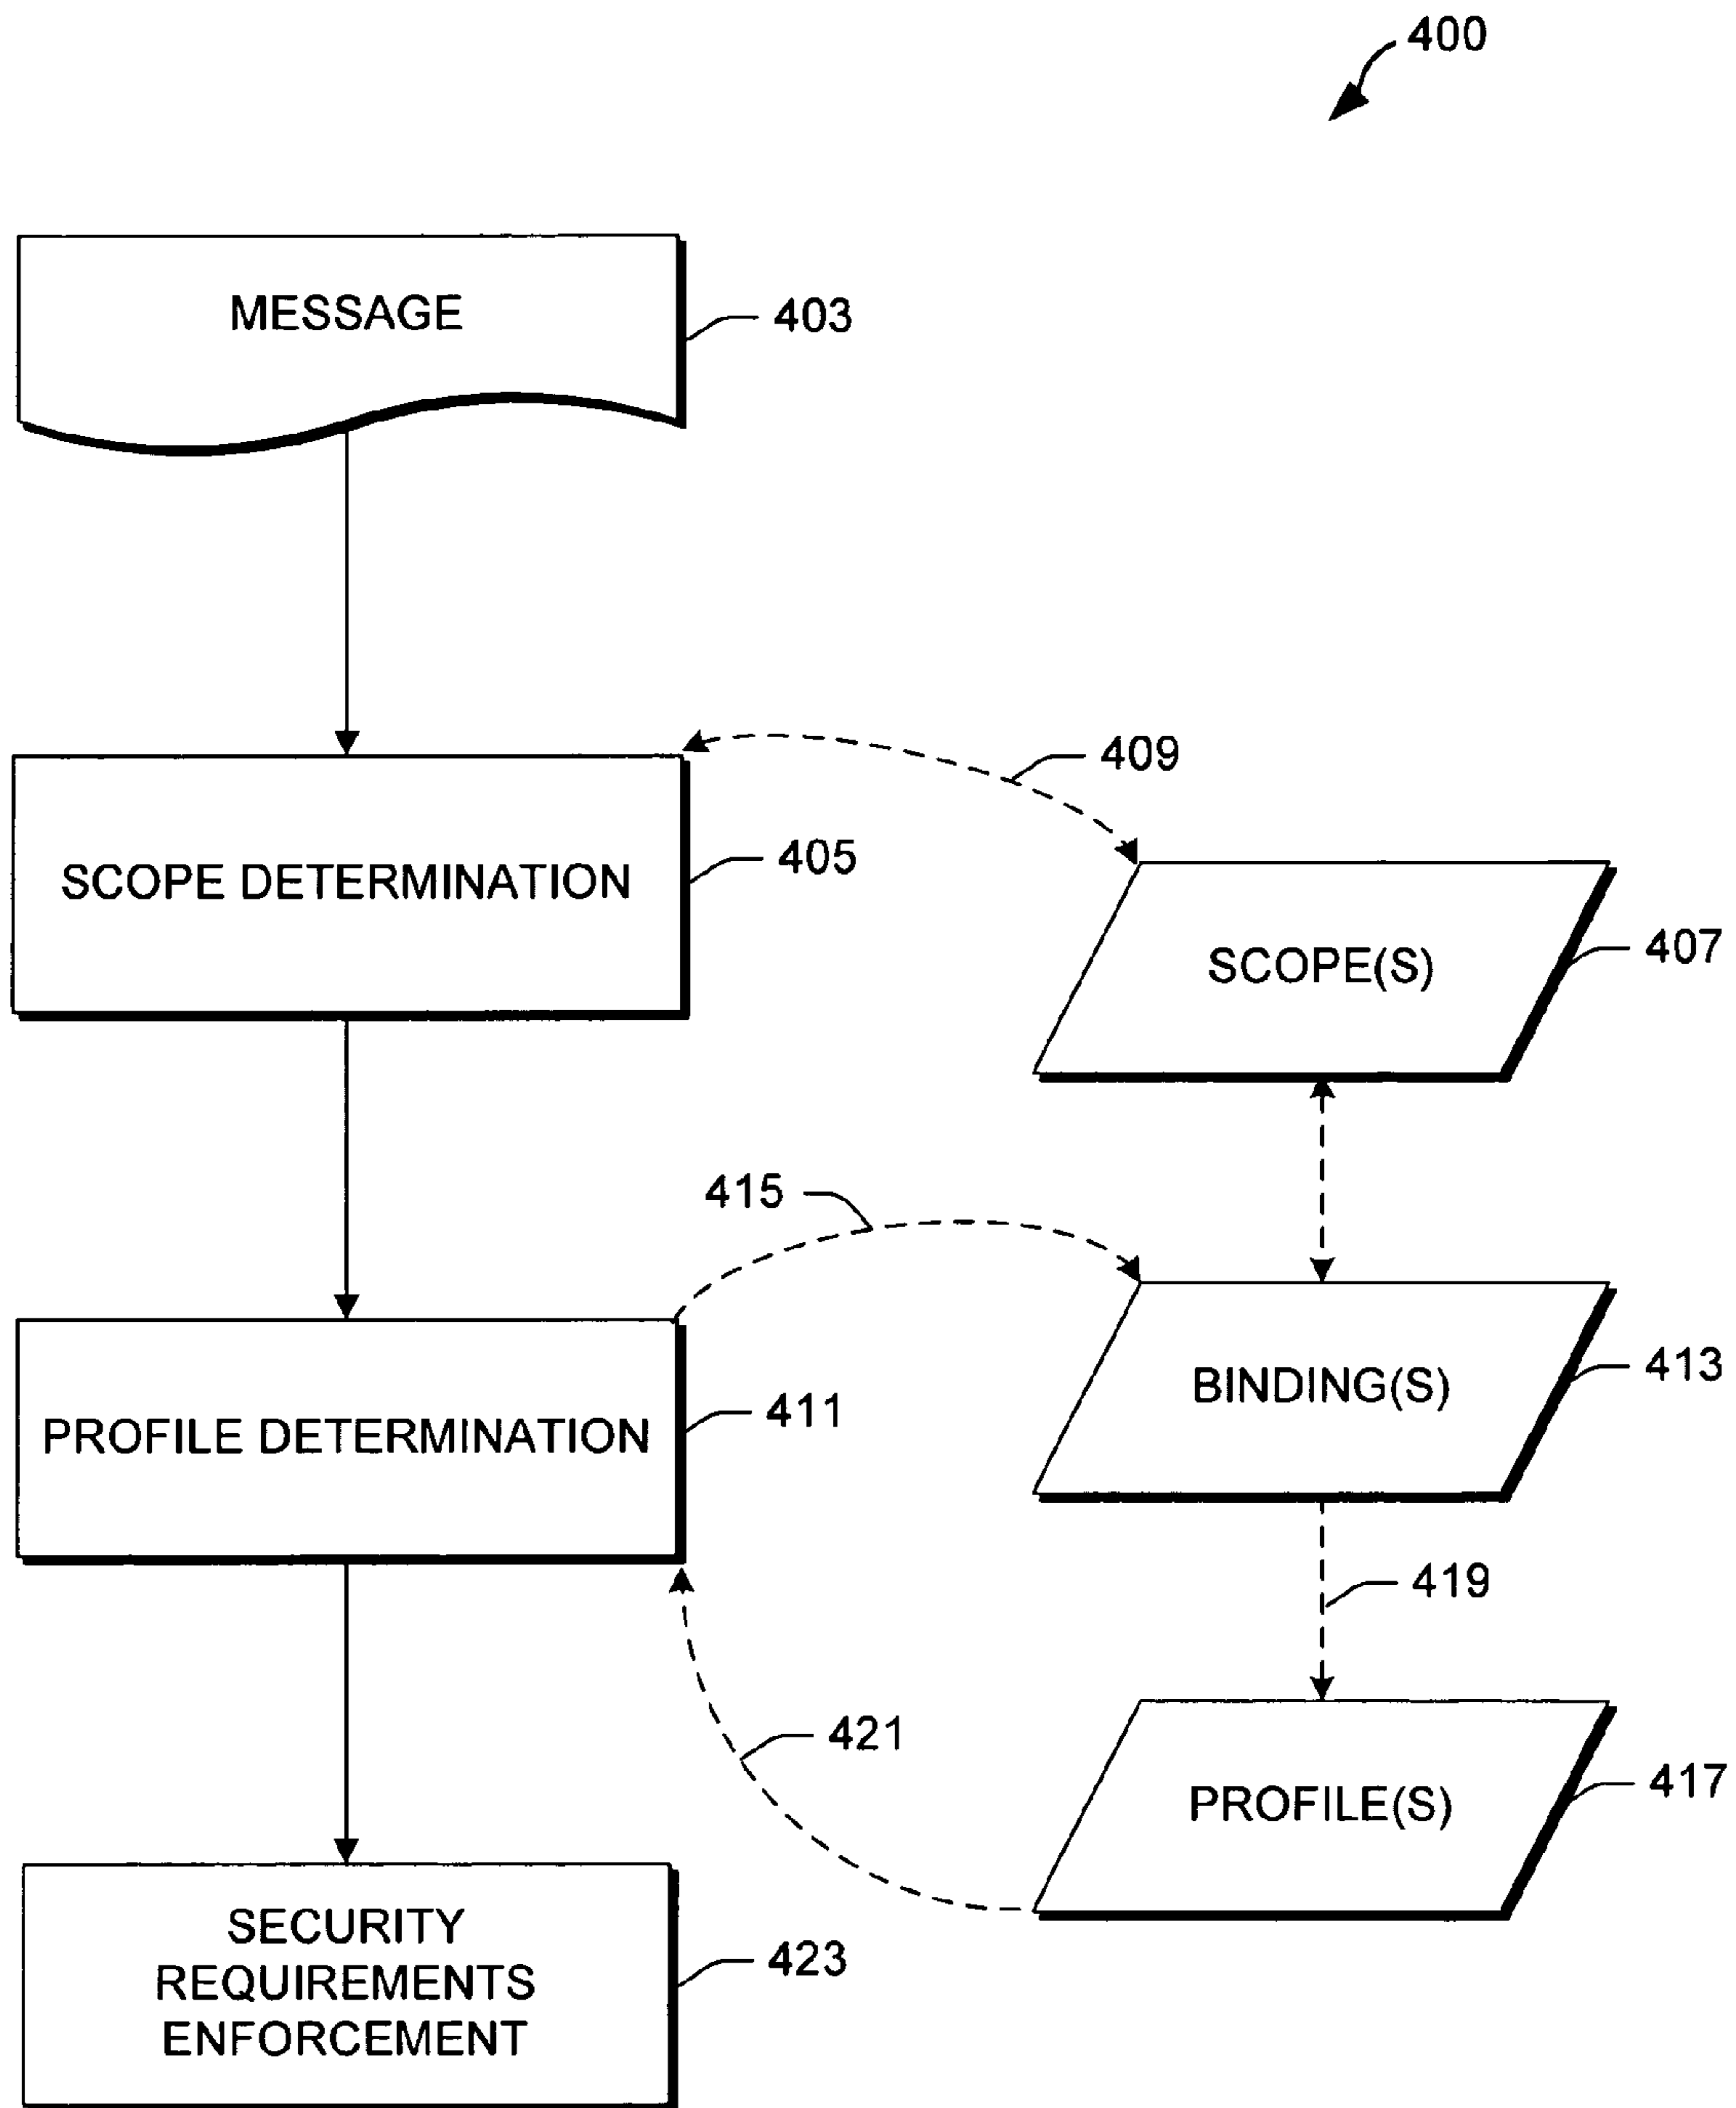 400
MESSAGE
403
409
SCOPE DETERMINATION
405
SCOPE(S)
407
415
BINDING(S)
413
PROFILE DETERMINATION
411
419
421
PROFILE(S)
417
SECURITY
REQUIREMENTS
ENFORCEMENT
423